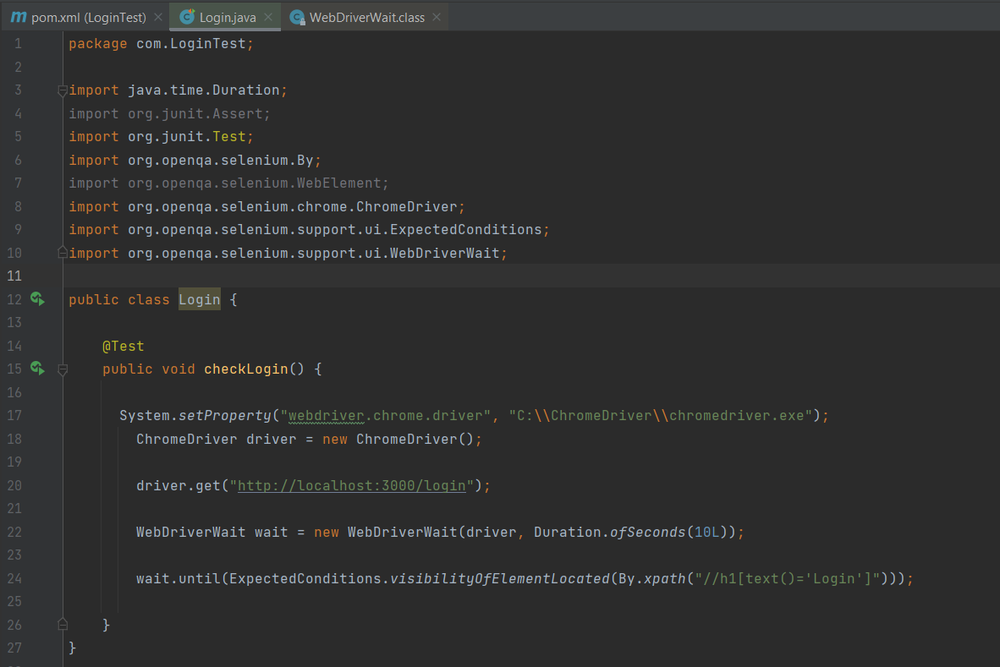 m pom.xml (LoginTest) × C Login.java × C WebDriverWait.class ×
1 package com.LoginTest;
2
3 import java.time.Duration;
4 import org.junit.Assert;
5 import org.junit.Test;
6 import org.openqa.selenium.By;
7 import org.openqa.selenium.WebElement;
8 import org.openqa.selenium.chrome.ChromeDriver;
9 import org.openqa.selenium.support.ui.ExpectedConditions;
10 import org.openqa.selenium.support.ui.WebDriverWait;
11
12 public class Login {
13
14 @Test
15 public void checkLogin() {
16
17 System.setProperty("webdriver.chrome.driver", "C:\\ChromeDriver\\chromedriver.exe");
18 ChromeDriver driver = new ChromeDriver();
19
20 driver.get("http://localhost:3000/login");
21
22 WebDriverWait wait = new WebDriverWait(driver, Duration.ofSeconds(10L));
23
24 wait.until(ExpectedConditions.visibilityOfElementLocated(By.xpath("//h1[text()='Login']")));
25
26 }
27 }